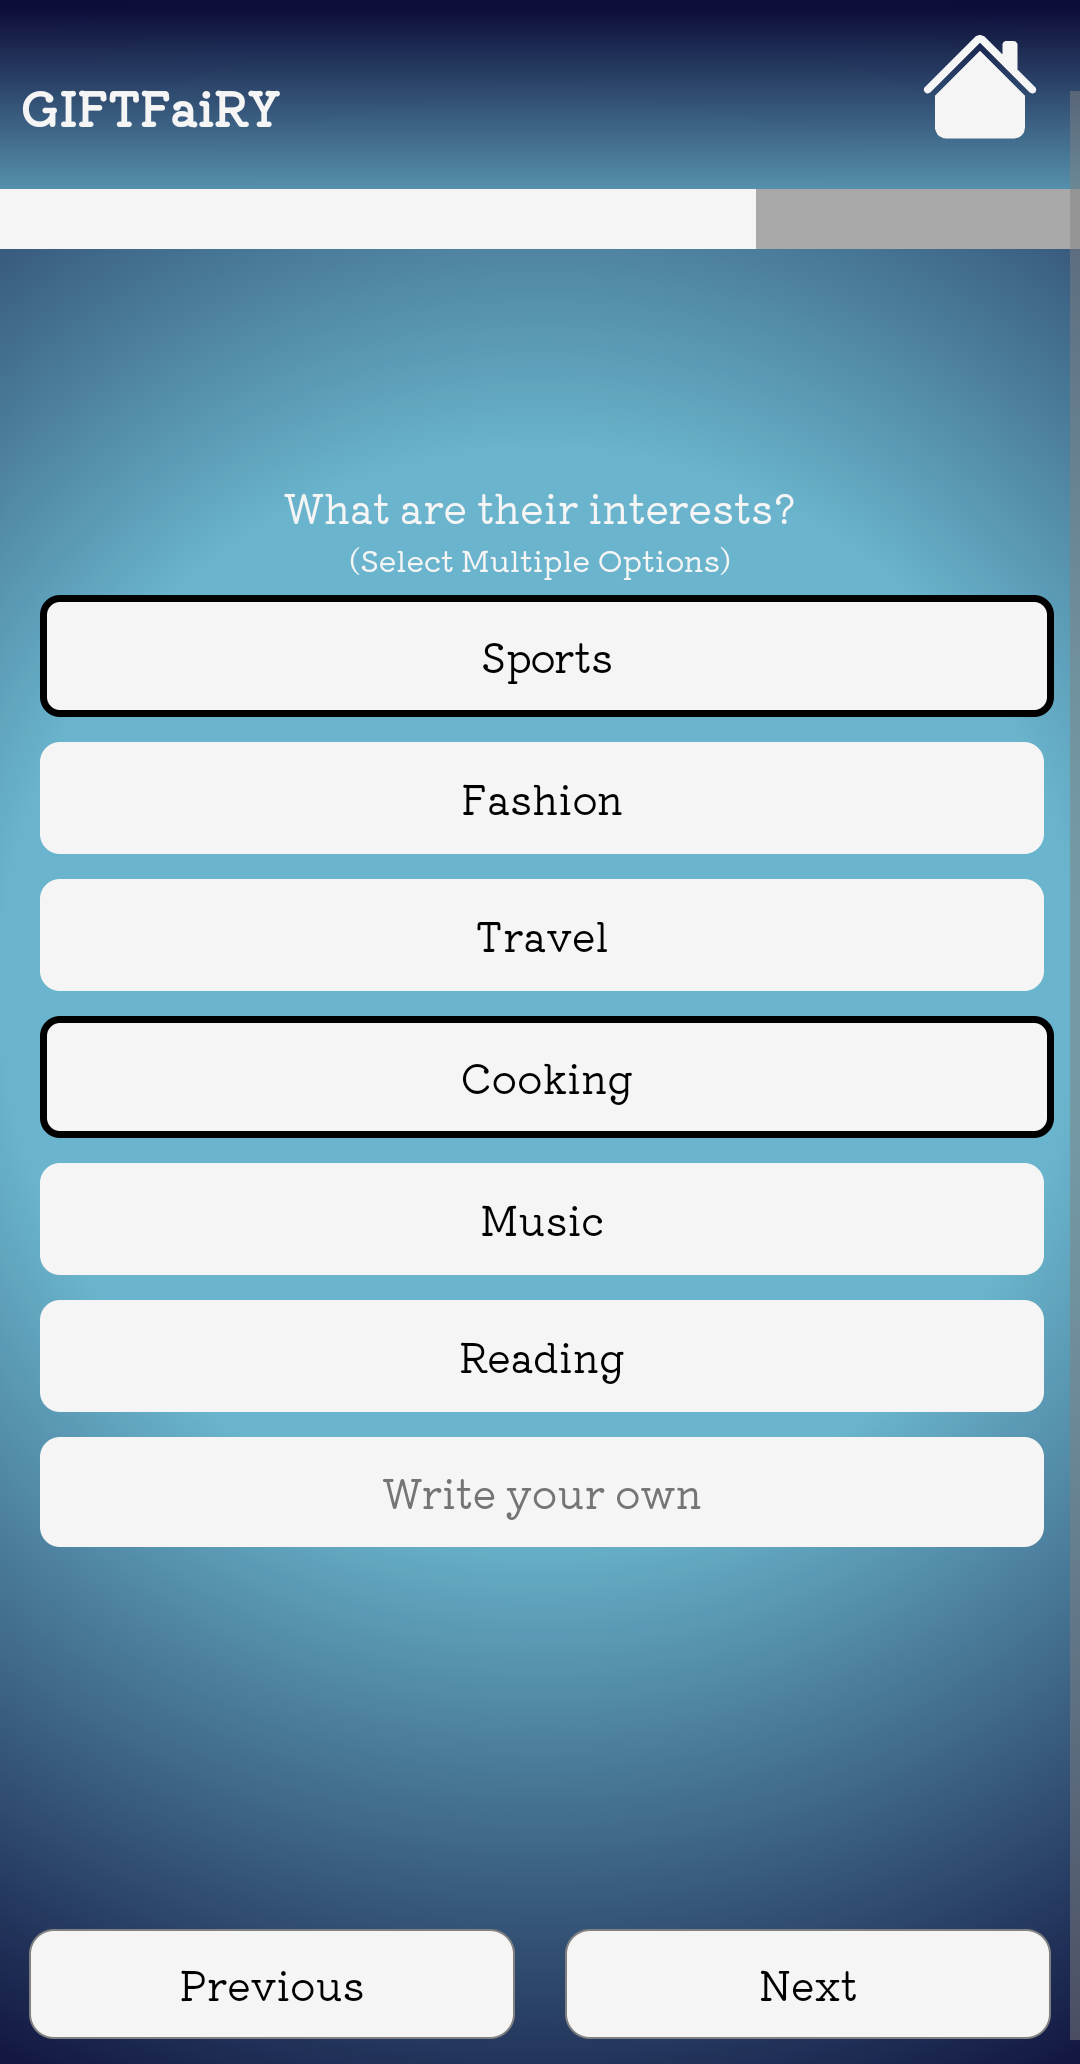 GIFTFaiRY
What are their interests?
(Select Multiple Options)
Sports
Fashion
Travel
Cooking
Music
Reading
Write your own
Previous
Next